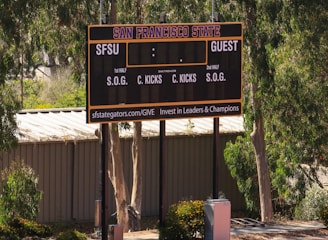 SAN FRANCISCO STATE
SFSU GUEST
1st HALF 2nd HALF
S.O.G. C. KICKS C. KICKS S.O.G.
sfstategators.com/GIVE Invest in Leaders & Champions